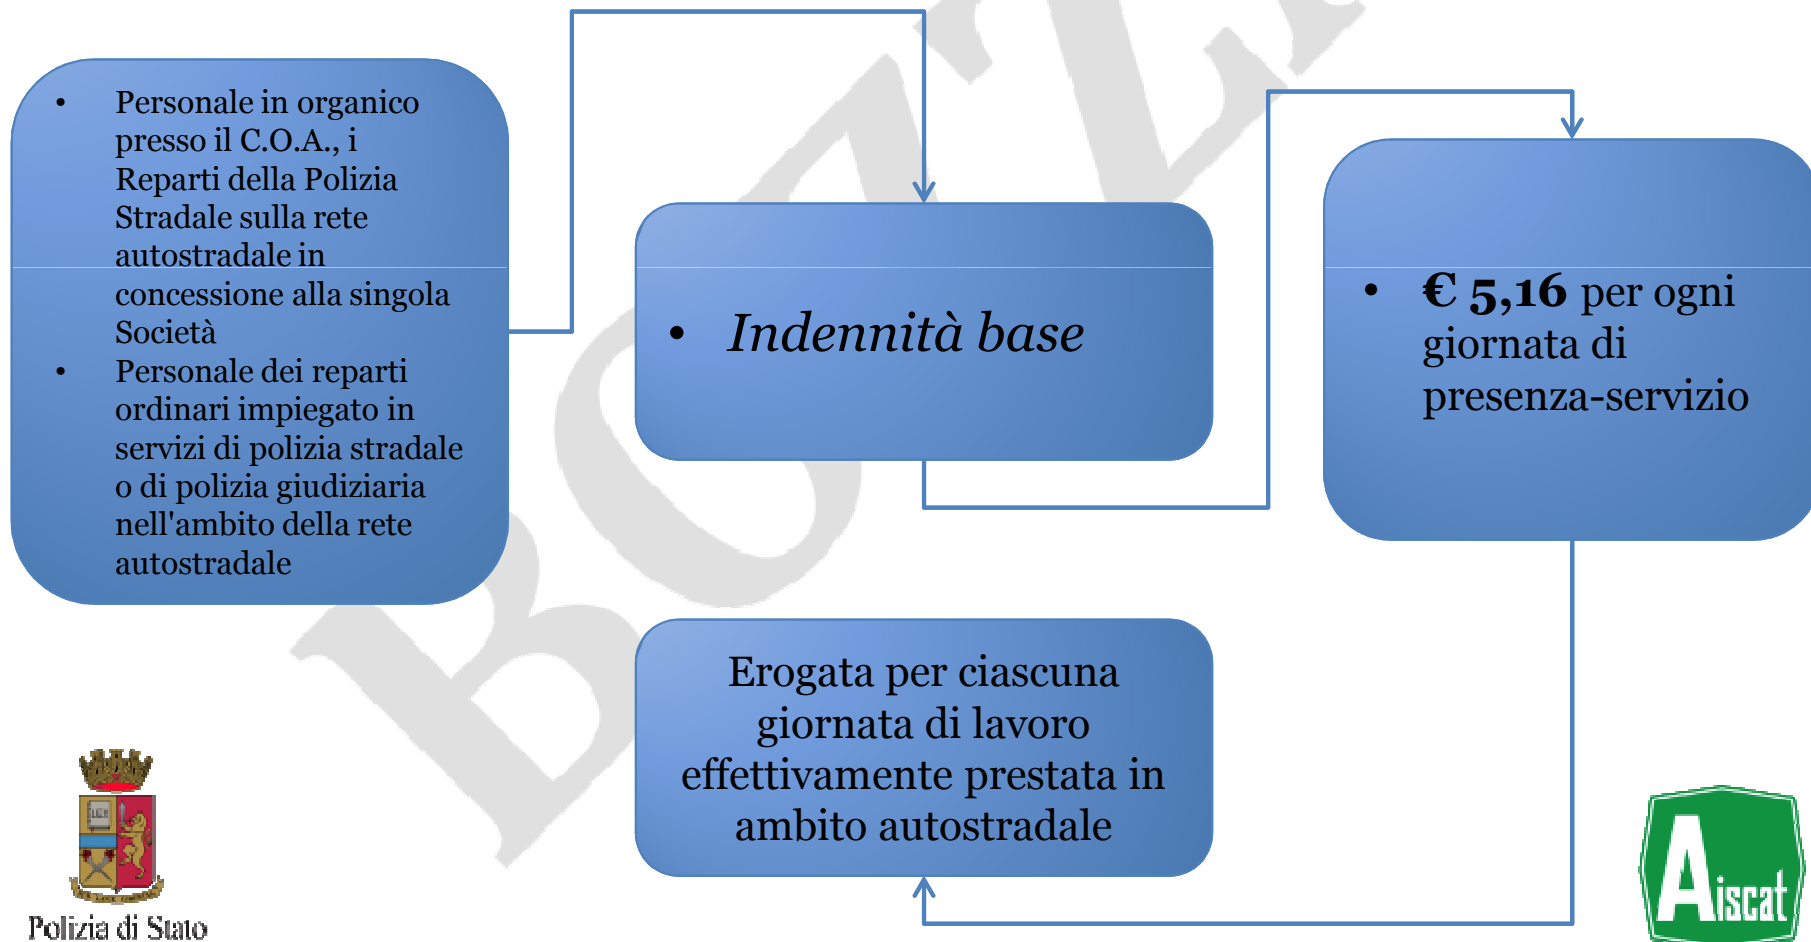 • Personale in organico
presso il C.O.A., i
Reparti della Polizia
Stradale sulla rete
autostradale in
concessione alla singola
Società
• Personale dei reparti
ordinari impiegato in
servizi di polizia stradale
o di polizia giudiziaria
nell'ambito della rete
autostradale
• Indennità base
• € 5,16 per ogni
giornata di
presenza-servizio
Erogata per ciascuna
giornata di lavoro
effettivamente prestata in
ambito autostradale
Polizia di Stato
Aiscat